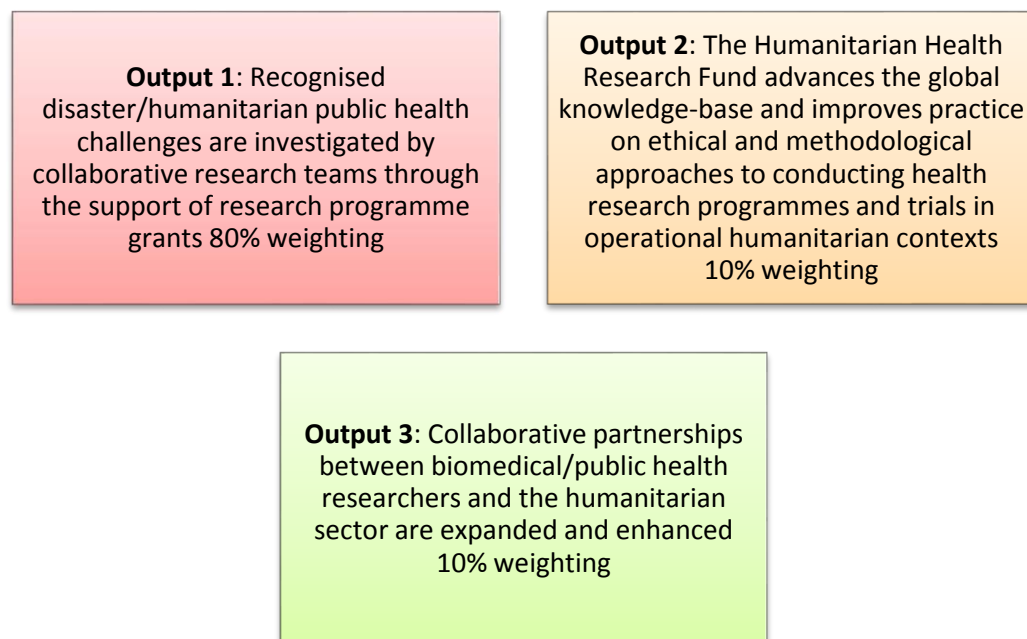 Output 1: Recognised
disaster/humanitarian public health
challenges are investigated by
collaborative research teams through
the support of research programme
grants 80% weighting
Output 2: The Humanitarian Health
Research Fund advances the global
knowledge-base and improves practice
on ethical and methodological
approaches to conducting health
research programmes and trials in
operational humanitarian contexts
10% weighting
Output 3: Collaborative partnerships
between biomedical/public health
researchers and the humanitarian
sector are expanded and enhanced
10% weighting